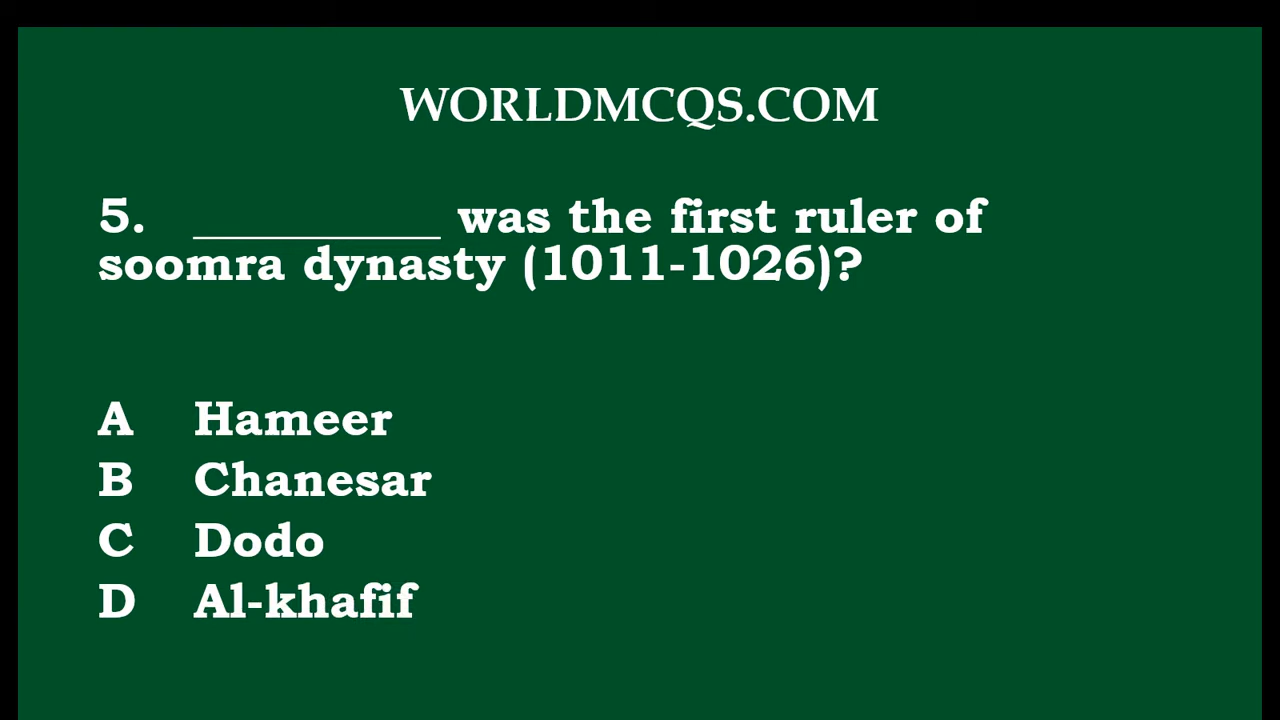 WORLDMCQS.COM
5. __________ was the first ruler of
soomra dynasty (1011-1026)?
A Hameer
B Chanesar
C Dodo
D Al-khafif